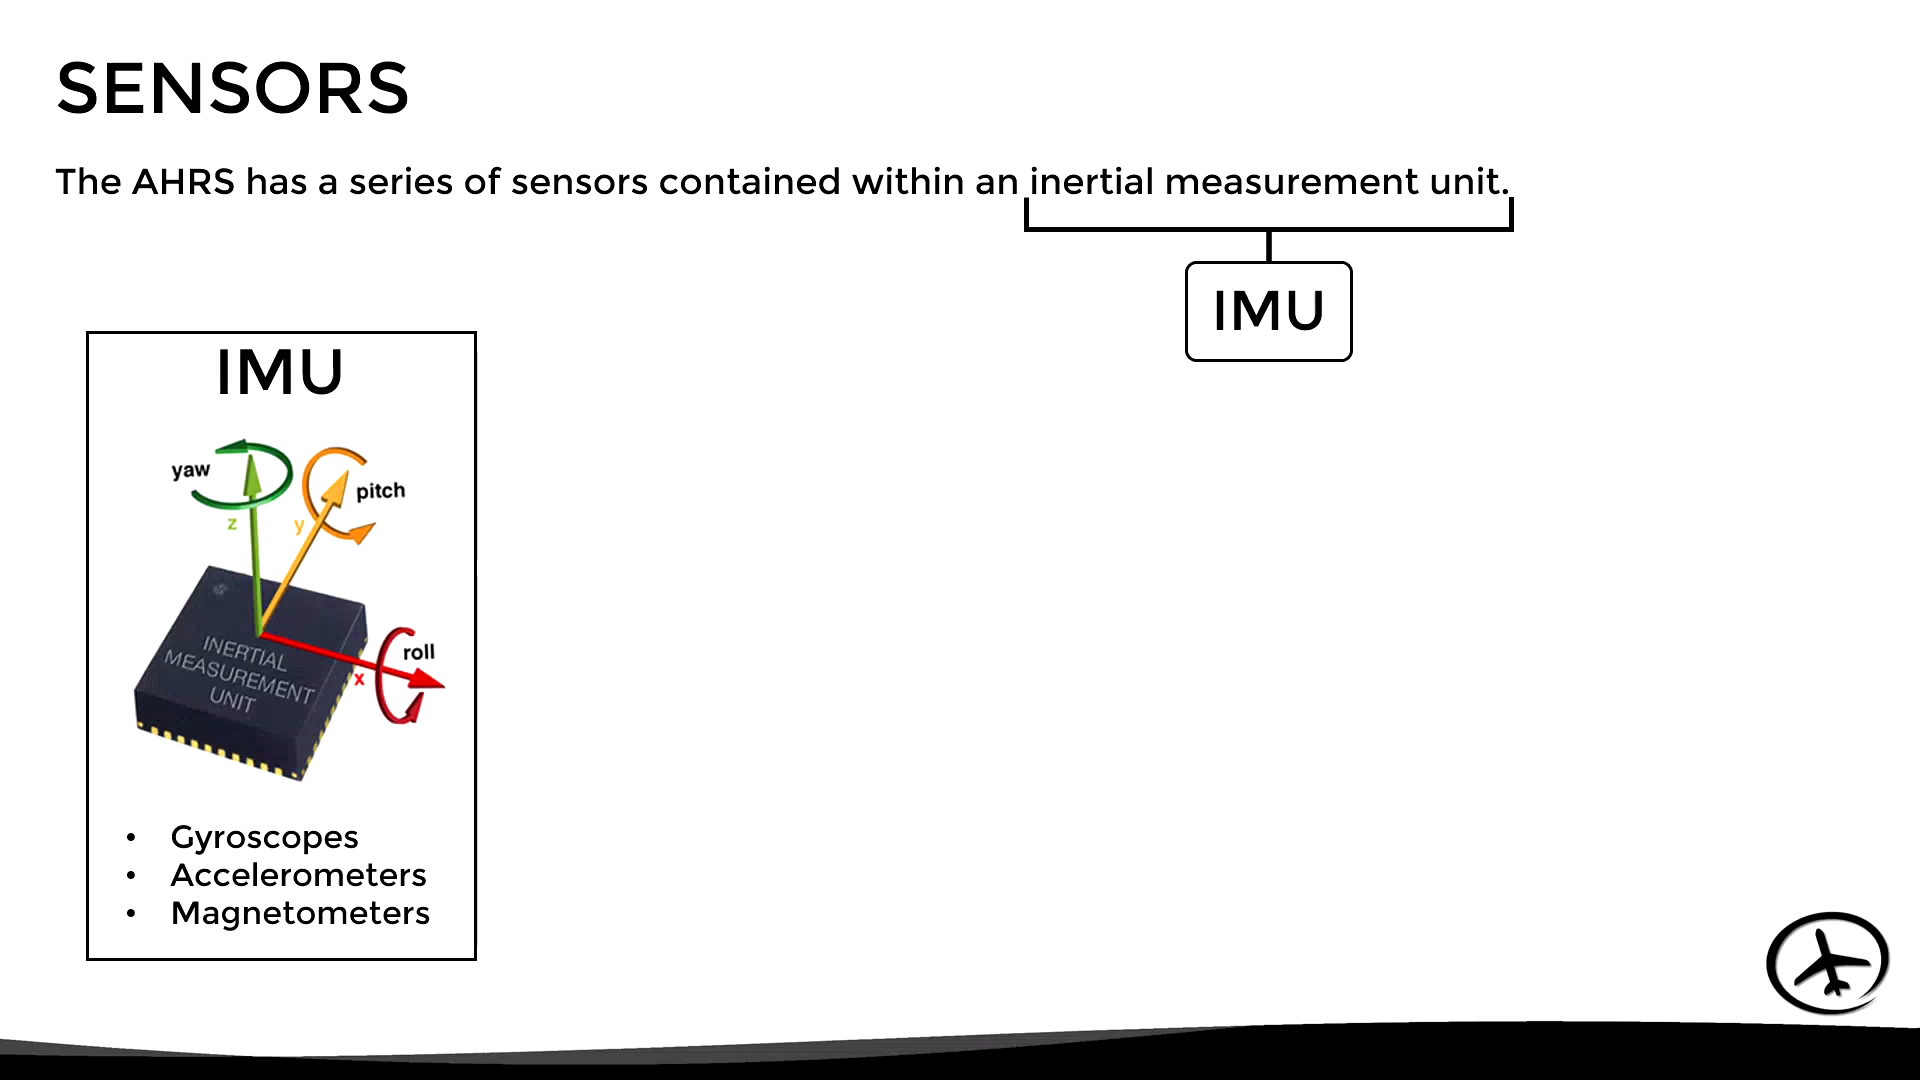 SENSORS
The AHRS has a series of sensors contained within an inertial measurement unit.
IMU
IMU
yaw
pitch
z
y
roll
x
INERTIAL
MEASUREMENT
UNIT
• Gyroscopes
• Accelerometers
• Magnetometers